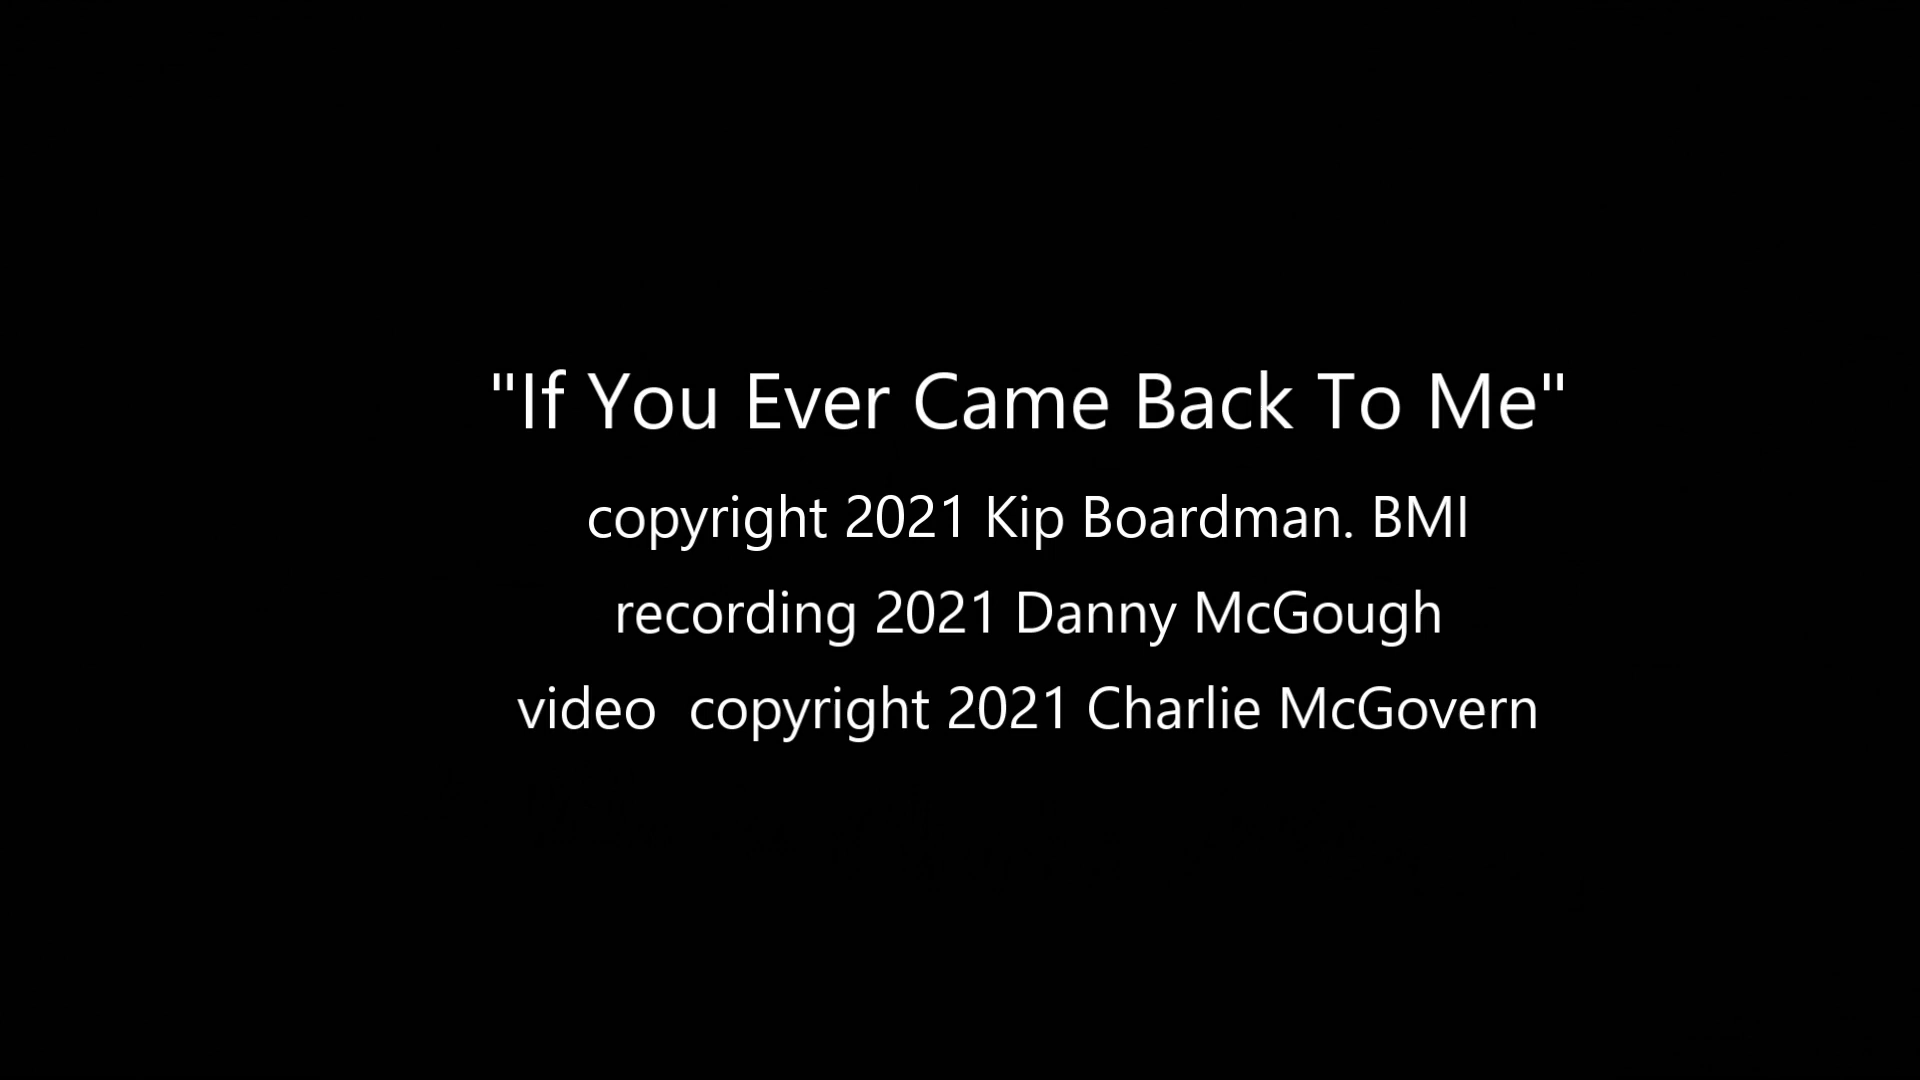 "If You Ever Came Back To Me"
copyright 2021 Kip Boardman. BMI
recording 2021 Danny McGough
video  copyright 2021 Charlie McGovern